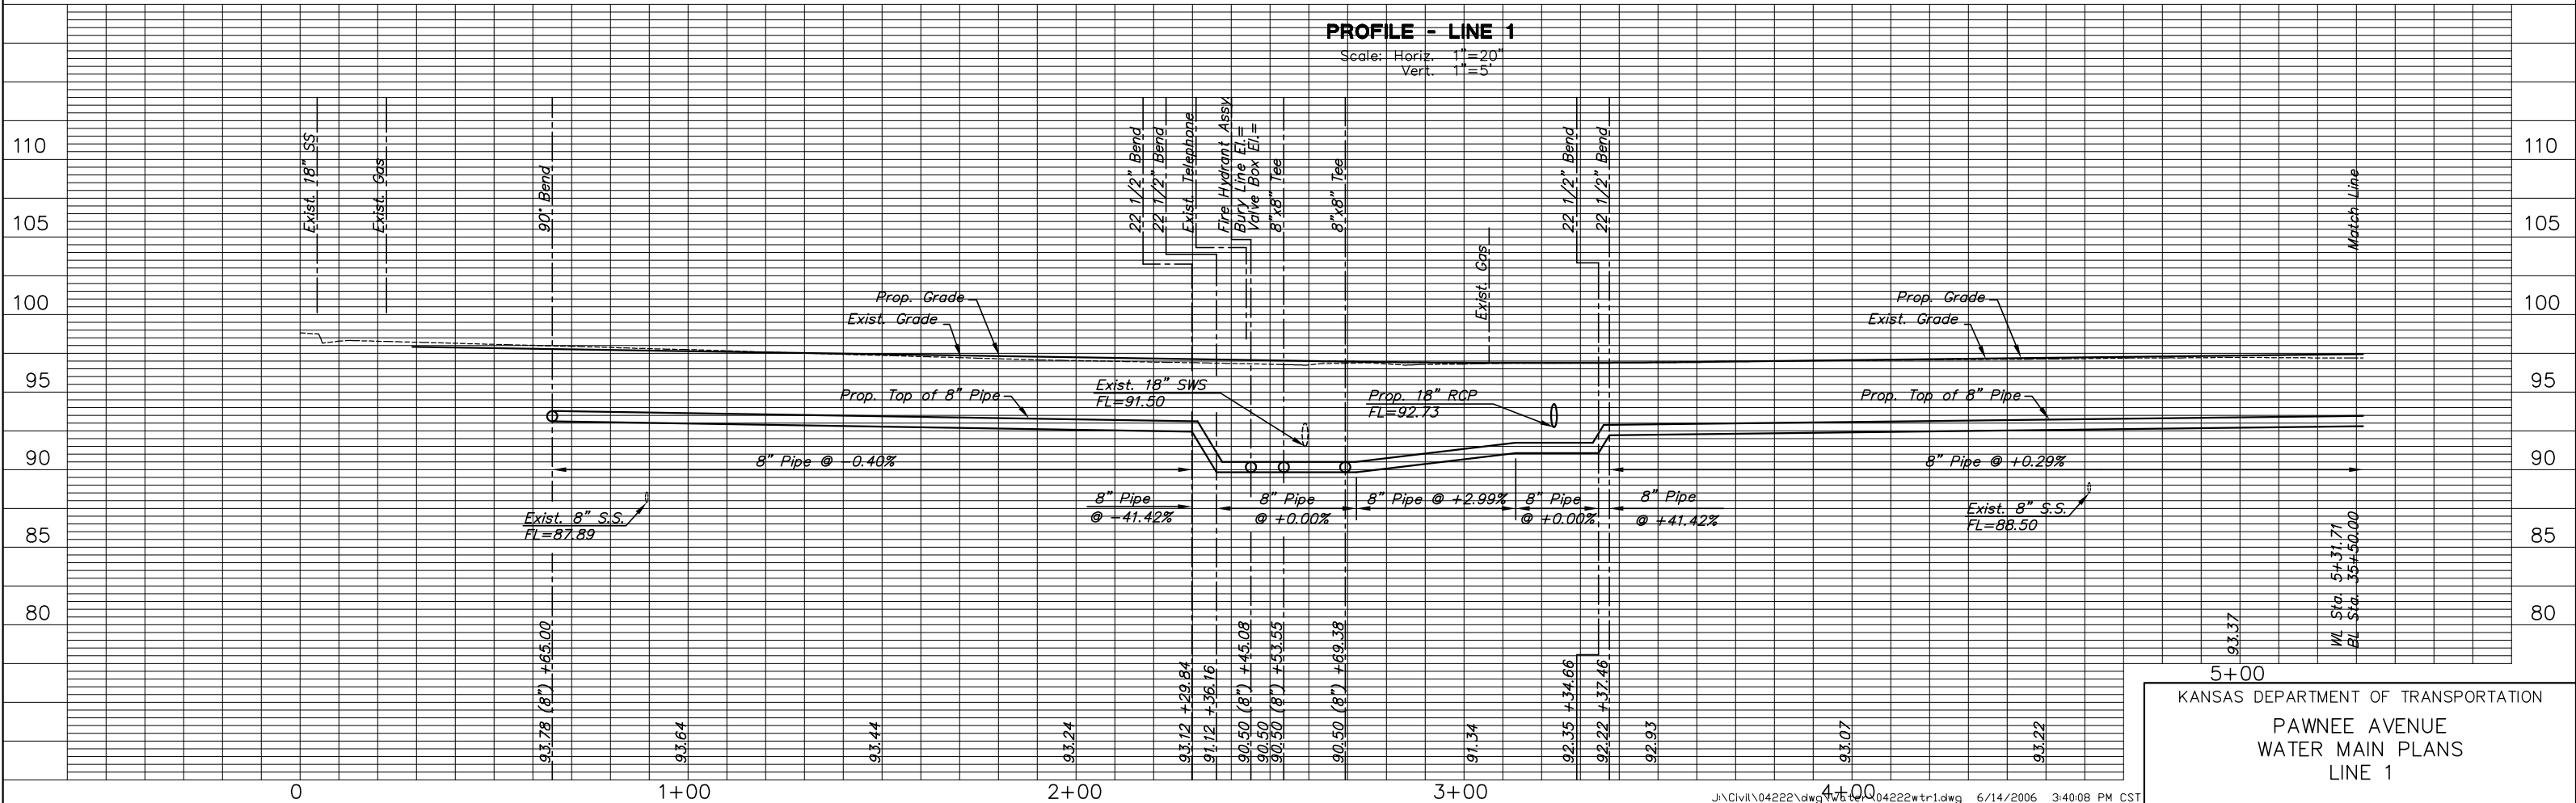 PROFILE - LINE 1
Scale: Horiz. 1"=20"
Vert. 1"=5'
110
105
100
95
90
85
80
110
105
100
95
90
85
80
Exist. 18" SS
Exist. Gas
90° Bend
22 1/2" Bend
22 1/2" Bend
Exist. Telephone
Fire Hydrant Assy.
Bury Line El.=
Valve Box El.=
8"x8" Tee
8"x8" Tee
Exist. Gas
22 1/2" Bend
22 1/2" Bend
Match Line
Prop. Grade
Exist. Grade
Prop. Grade
Exist. Grade
Prop. Top of 8" Pipe
Exist. 18" SWS
FL=91.50
Prop. 18" RCP
FL=92.73
Prop. Top of 8" Pipe
8" Pipe @ -0.40%
8" Pipe @ +0.29%
8" Pipe
@ -41.42%
8" Pipe
@ +0.00%
8" Pipe @ +2.99%
8" Pipe
@ +0.00%
8" Pipe
@ +41.42%
Exist. 8" S.S.
FL=87.89
Exist. 8" S.S.
FL=88.50
WL Sta. 5+31.71
BL Sta. 35+50.00
93.78 (8") +65.00
93.64
93.44
93.24
93.12 +29.84
91.12 +36.16
90.50 (8") +45.08
90.50
90.50 (8") +53.55
90.50 (8") +69.38
91.34
92.35 +34.66
92.22 +37.46
92.93
93.07
93.22
93.37
0
1+00
2+00
3+00
4+00
5+00
KANSAS DEPARTMENT OF TRANSPORTATION
PAWNEE AVENUE
WATER MAIN PLANS
LINE 1
J:\Civil\04222\dwg\Water\04222wtr1.dwg 6/14/2006 3:40:08 PM CST